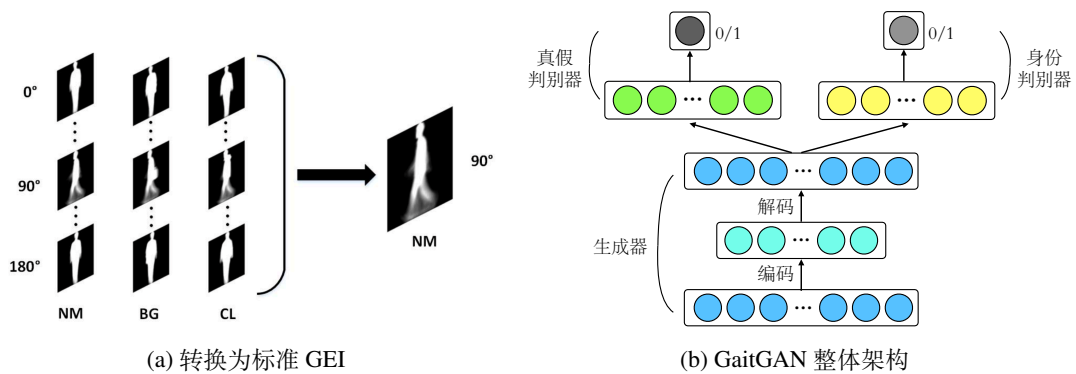 0°
90°
180°
NM
BG
CL
90°
NM
(a) 转换为标准 GEI
0/1
0/1
真假
判别器
身份
判别器
···
···
···
解码
···
生成器
编码
···
(b) GaitGAN 整体架构